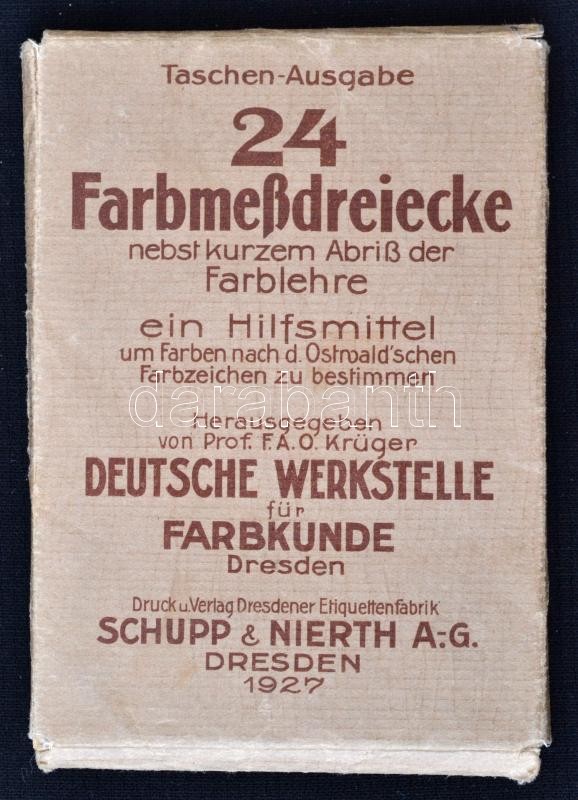 Taschen-Ausgabe
24
Farbmeßdreiecke
nebst kurzem Abriß der
Farblehre
ein Hilfsmittel
um Farben nach d. Ostwald'schen
Farbzeichen zu bestimmen
darabanth
Herausgegeben
von Prof. F.A.O. Krüger
DEUTSCHE WERKSTELLE
für
FARBKUNDE
Dresden
Druck u. Verlag Dresdener Etiquettenfabrik
SCHUPP & NIERTH A.-G.
DRESDEN
1927